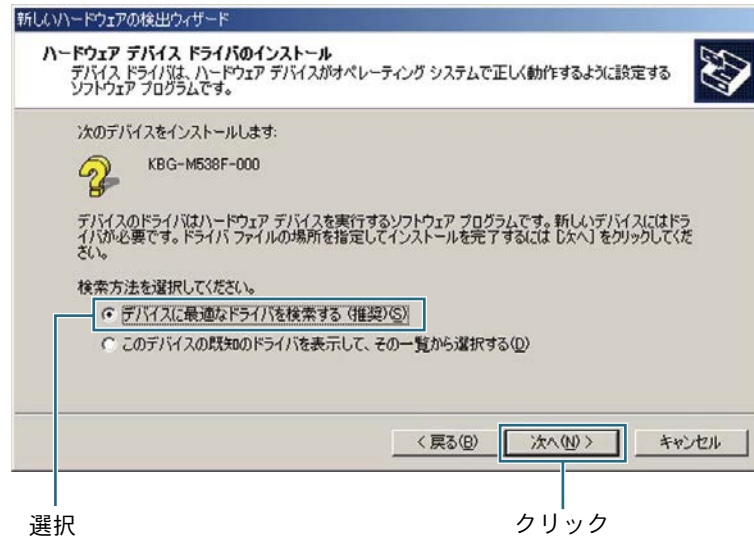 新しいハードウェアの検出ウィザード
ハードウェア デバイス ドライバのインストール
デバイス ドライバは、ハードウェア デバイスがオペレーティング システムで正しく動作するように設定する
ソフトウェア プログラムです。
次のデバイスをインストールします:
KBG-M538F-000
デバイスのドライバはハードウェア デバイスを実行するソフトウェア プログラムです。新しいデバイスにはドラ
イバが必要です。ドライバ ファイルの場所を指定してインストールを完了するには [次へ] をクリックしてくだ
さい。
検索方法を選択してください。
デバイスに最適なドライバを検索する (推奨)(S)
このデバイスの既知のドライバを表示して、その一覧から選択する(D)
< 戻る(B) 次へ(N) > キャンセル
選択 クリック